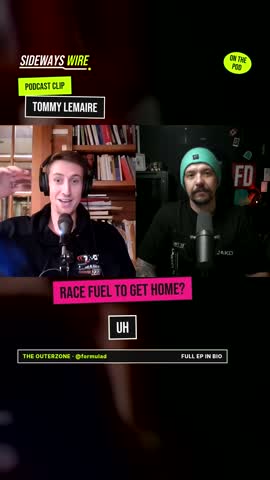 SIDEWAYS WIRE.
ON THE
POD
PODCAST CLIP
TOMMY LEMAIRE
FD
RACE FUEL TO GET HOME?
UH
THE OUTERZONE - @formulad
FULL EP IN BIO